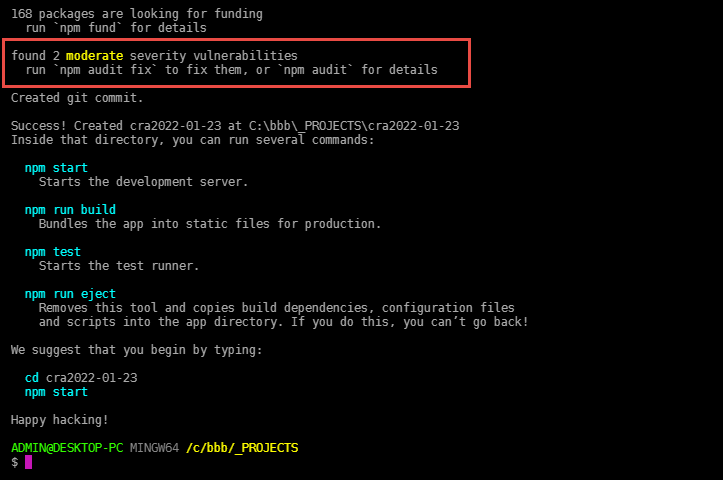 168 packages are looking for funding
run `npm fund` for details
found 2 moderate severity vulnerabilities
run `npm audit fix` to fix them, or `npm audit` for details
Created git commit.
Success! Created cra2022-01-23 at C:\bbb\_PROJECTS\cra2022-01-23
Inside that directory, you can run several commands:
npm start
Starts the development server.
npm run build
Bundles the app into static files for production.
npm test
Starts the test runner.
npm run eject
Removes this tool and copies build dependencies, configuration files
and scripts into the app directory. If you do this, you can’t go back!
We suggest that you begin by typing:
cd cra2022-01-23
npm start
Happy hacking!
ADMIN@DESKTOP-PC MINGW64 /c/bbb/_PROJECTS
$